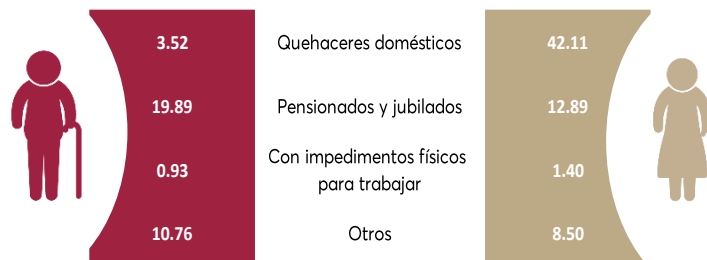 3.52 Quehaceres domésticos 42.11
19.89 Pensionados y jubilados 12.89
0.93 Con impedimentos físicos para trabajar 1.40
10.76 Otros 8.50